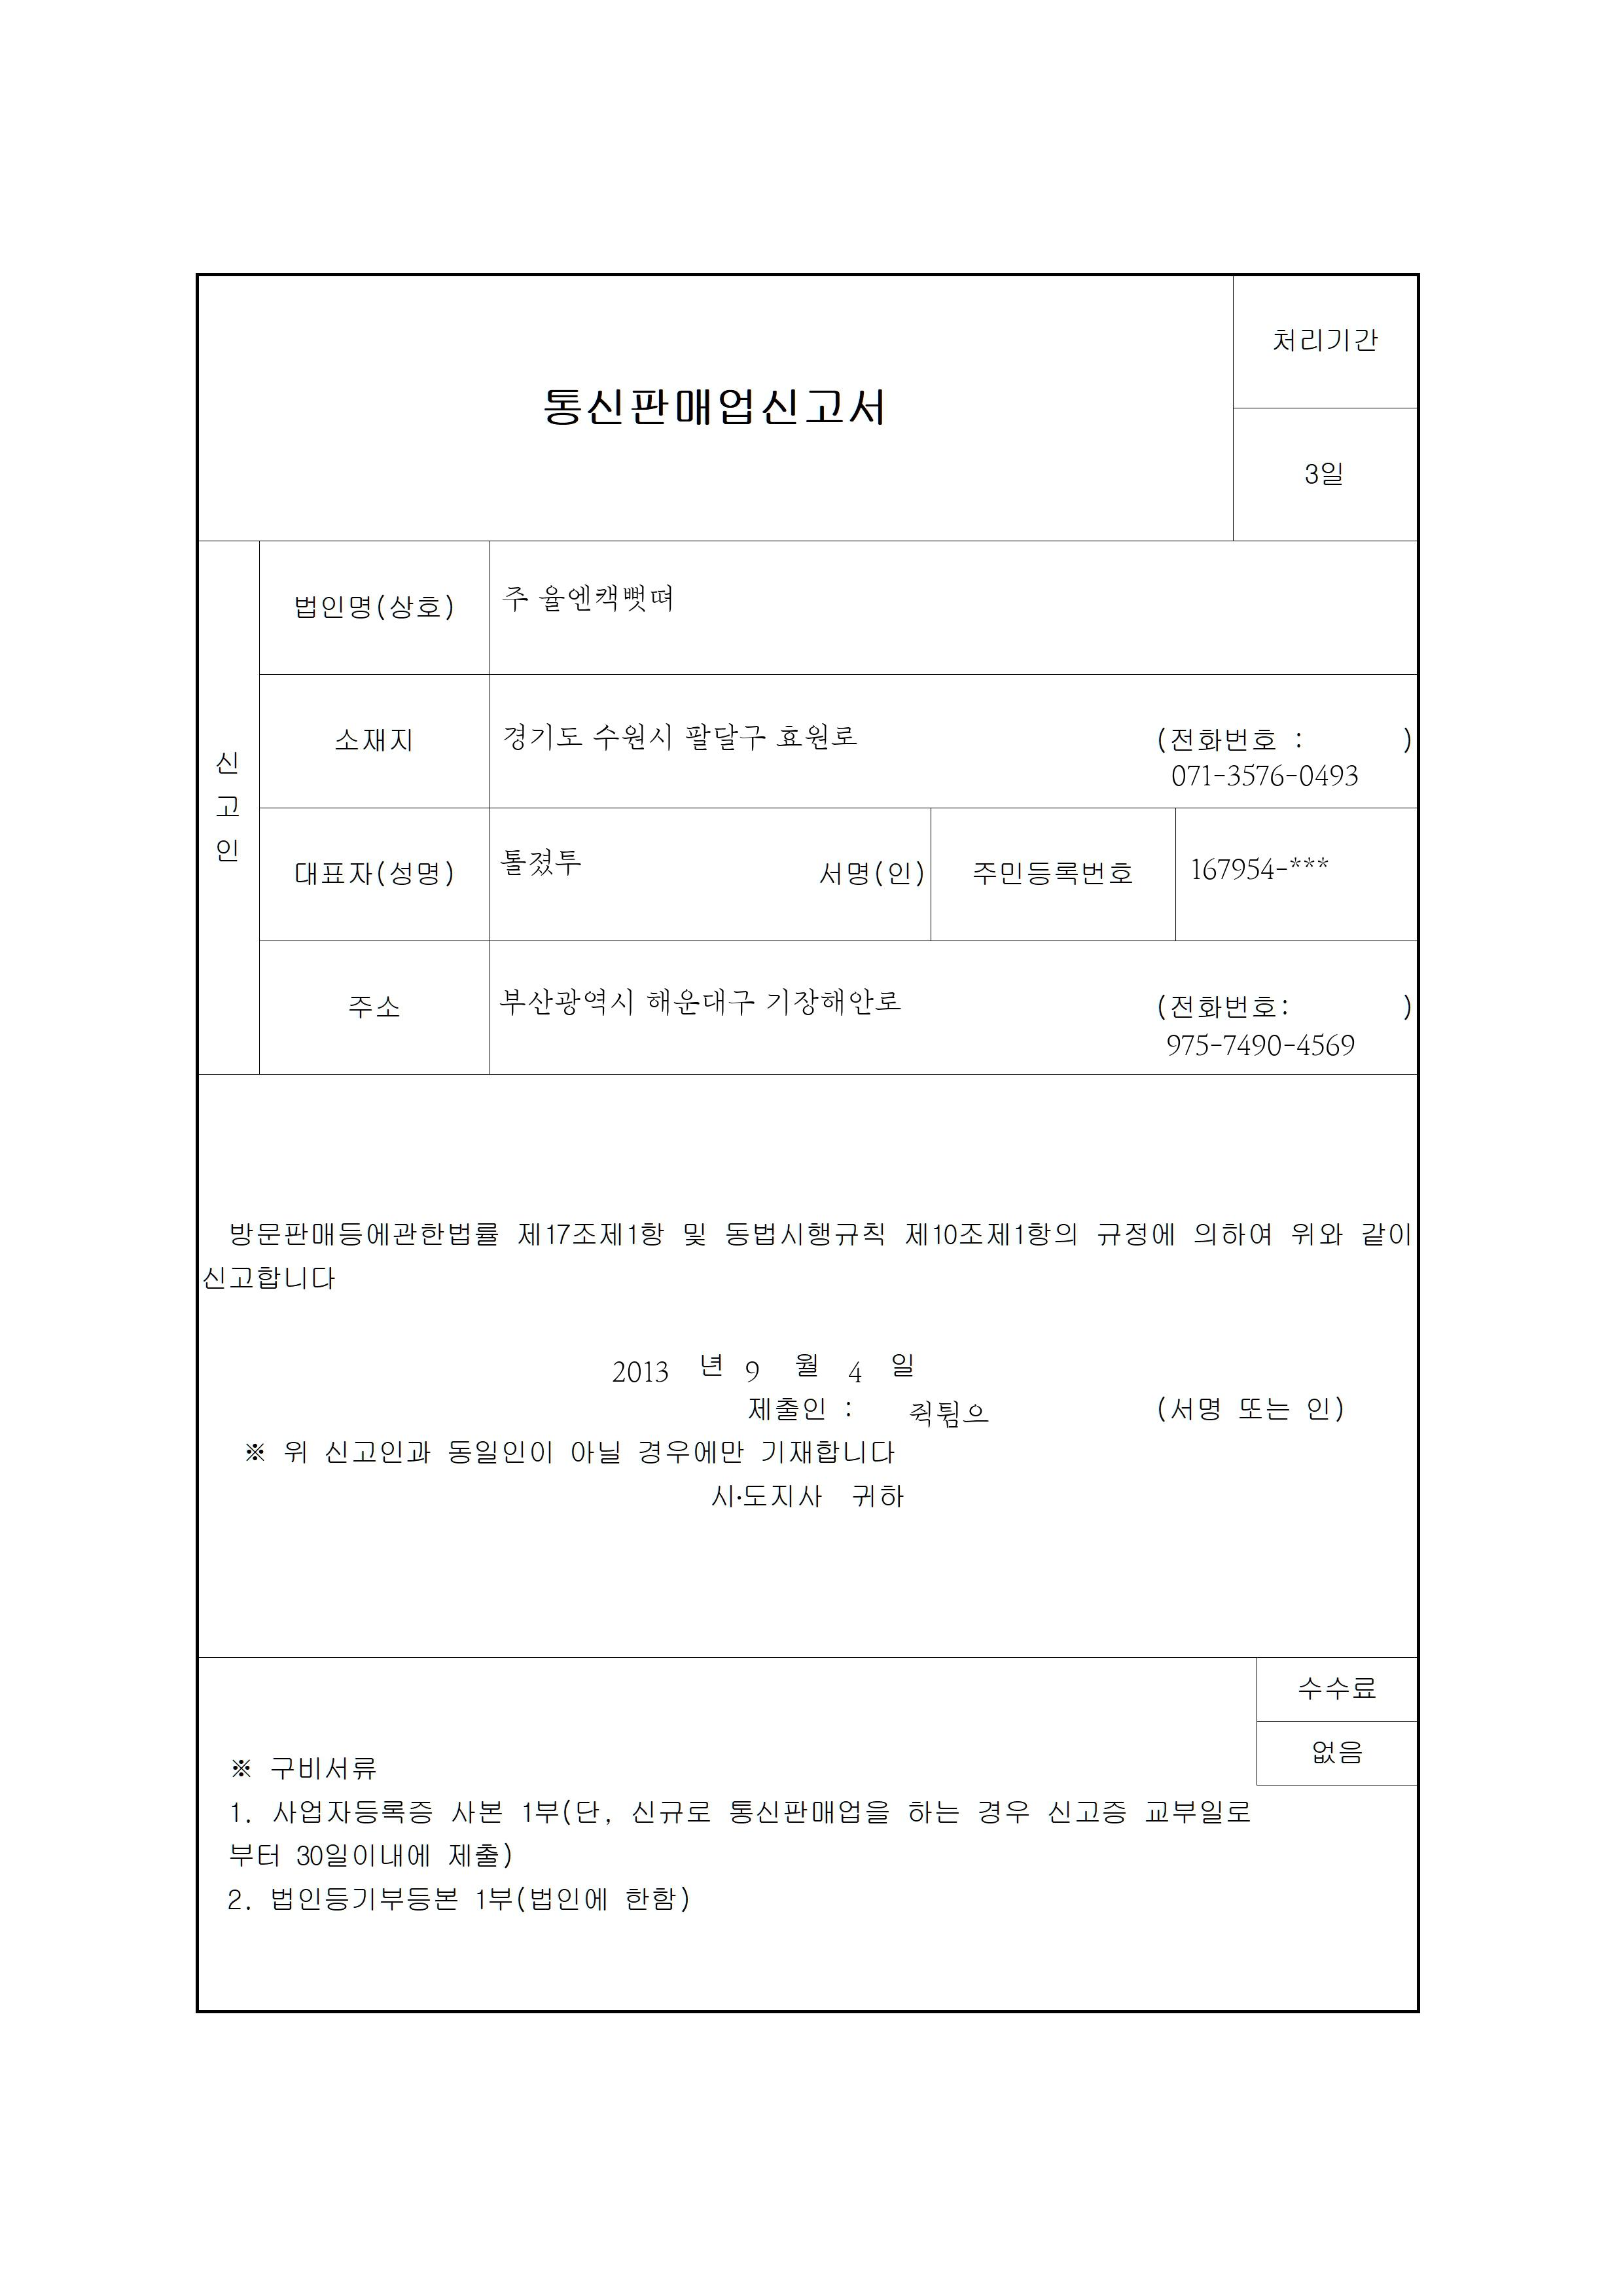 처리기간
통신판매업신고서
3일
신고인
법인명(상호) 주 율엔캑뻣뗘
소재지 경기도 수원시 팔달구 효원로 (전화번호 : )
071-3576-0493
대표자(성명) 톨졌투 서명(인) 주민등록번호 167954-***
주소 부산광역시 해운대구 기장해안로 (전화번호: )
975-7490-4569
방문판매등에관한법률 제17조제1항 및 동법시행규칙 제10조제1항의 규정에 의하여 위와 같이
신고합니다
2013 년 9 월 4 일
제출인 : 줙튐으 (서명 또는 인)
※ 위 신고인과 동일인이 아닐 경우에만 기재합니다
시·도지사 귀하
수수료
없음
※ 구비서류
1. 사업자등록증 사본 1부(단, 신규로 통신판매업을 하는 경우 신고증 교부일로
부터 30일이내에 제출)
2. 법인등기부등본 1부(법인에 한함)